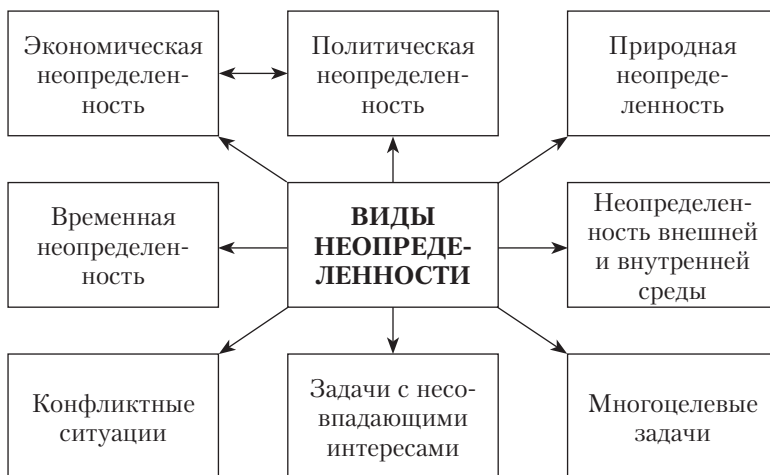 Экономическая
неопределен-
ность
Политическая
неопределен-
ность
Природная
неопреде-
ленность
Временная
неопределен-
ность
ВИДЫ
НЕОПРЕДЕ-
ЛЕННОСТИ
Неопределен-
ность внешней
и внутренней
среды
Конфликтные
ситуации
Задачи с несо-
впадающими
интересами
Многоцелевые
задачи